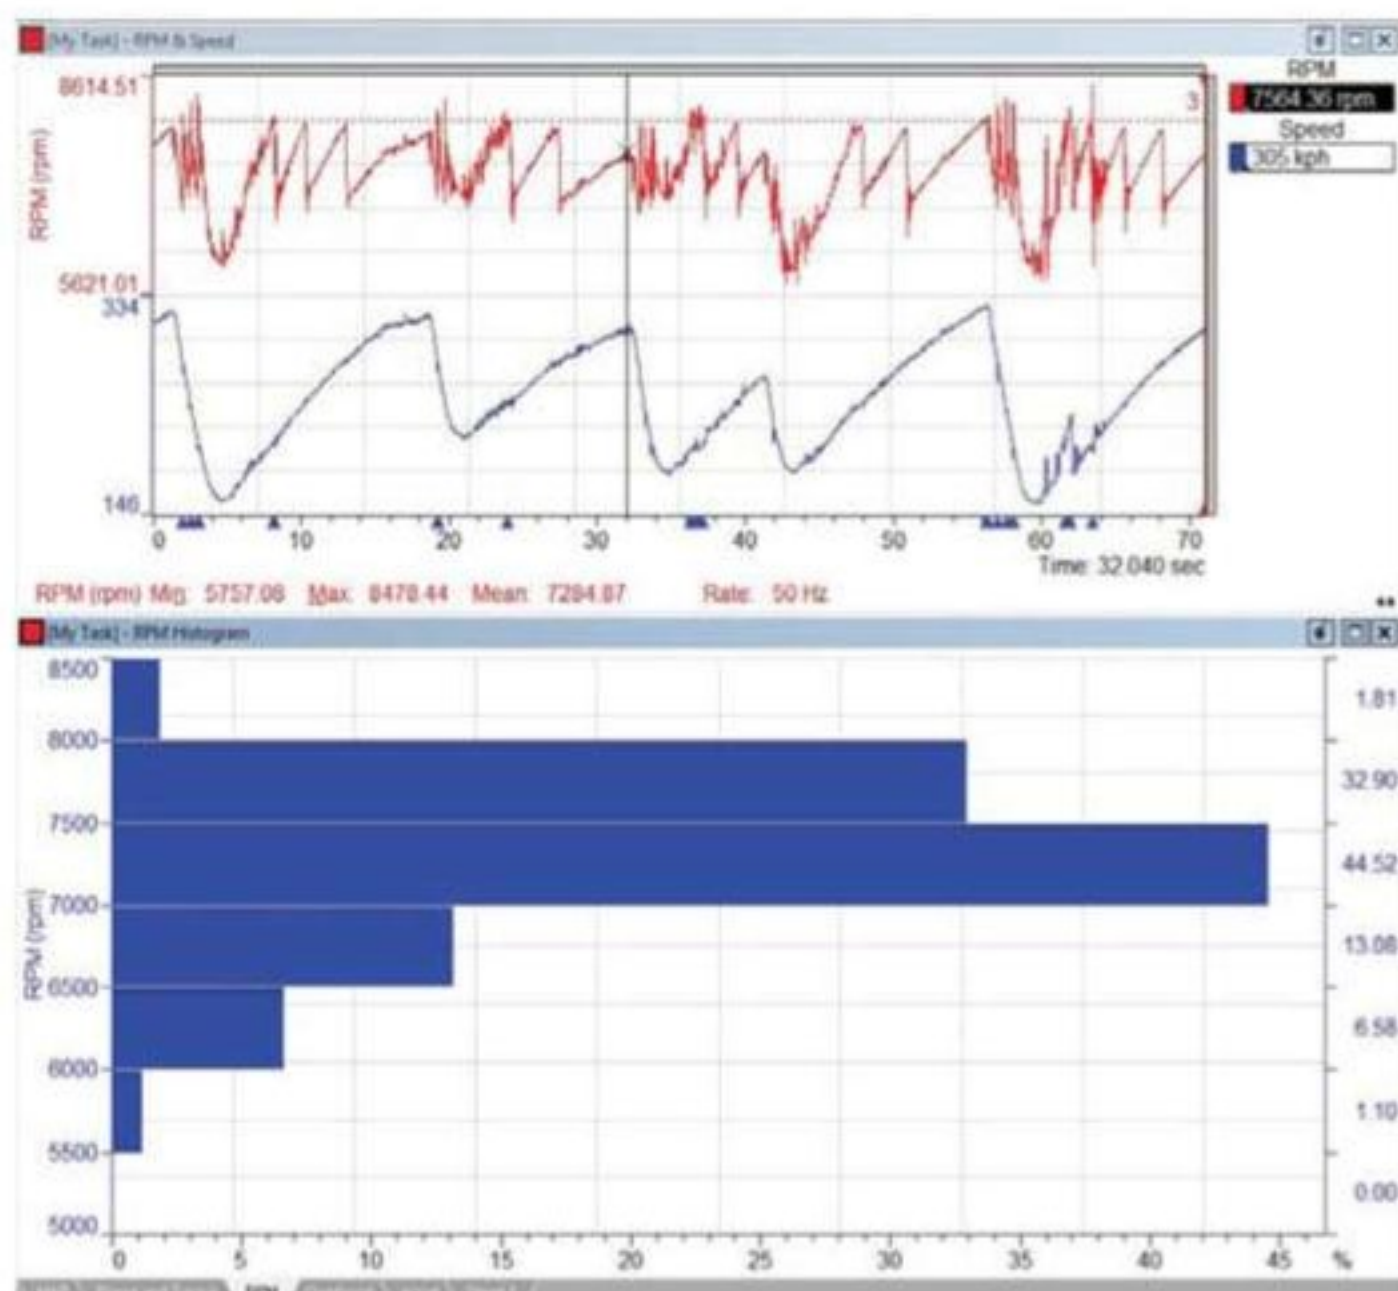 [My Task] - RPM & Speed
RPM
8614.51
3
7564.36 rpm
Speed
305 kph
RPM (rpm)
5621.01
334
146
0 10 20 30 40 50 60 70
Time: 32.040 sec
RPM (rpm) Min: 5757.08 Max: 8478.44 Mean: 7284.87 Rate: 50 Hz
[My Task] - RPM Histogram
8500
1.81
8000
32.90
7500
44.52
RPM (rpm)
7000
13.08
6500
6.58
6000
1.10
5500
0.00
5000
0 5 10 15 20 25 30 35 40 45 %